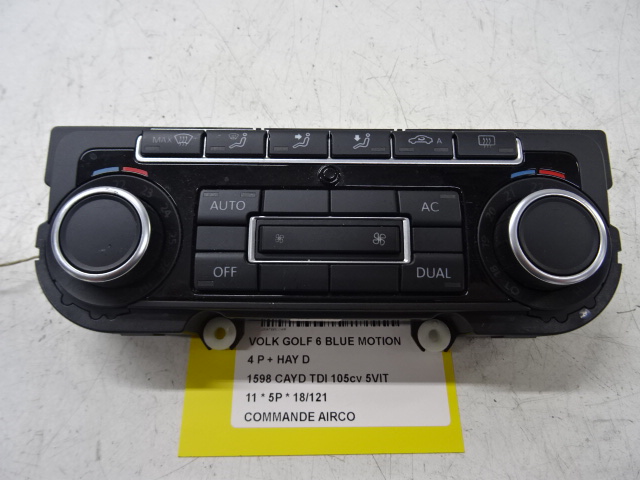 MAX
A
AUTO
AC
OFF
DUAL
VOLK GOLF 6 BLUE MOTION
4 P + HAY D
1598 CAYD TDI 105cv 5VIT
11 * 5P * 18/121
COMMANDE AIRCO